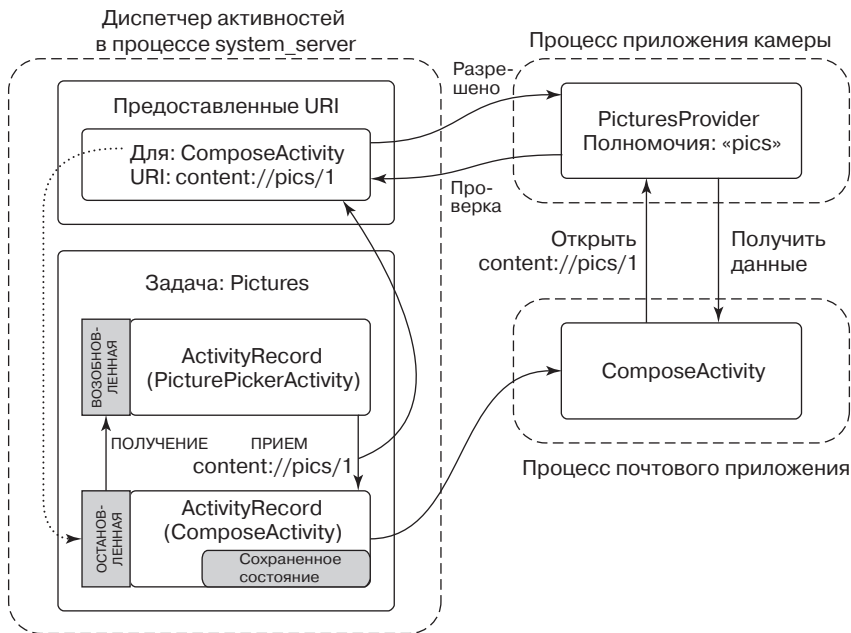 Диспетчер активностей
в процессе system_server
Предоставленные URI
Для: ComposeActivity
URI: content://pics/1
Задача: Pictures
ВОЗОБНОВ-
ЛЕННАЯ
ActivityRecord
(PicturePickerActivity)
ПОЛУЧЕНИЕ
ПРИЕМ
content://pics/1
ОСТАНОВ-
ЛЕННАЯ
ActivityRecord
(ComposeActivity)
Сохраненное
состояние
Разре-
шено
Про-
верка
Процесс приложения камеры
PicturesProvider
Полномочия: «pics»
Открыть
content://pics/1
Получить
данные
ComposeActivity
Процесс почтового приложения